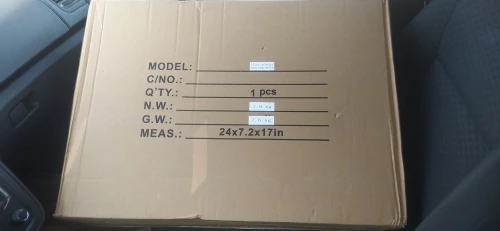 MODEL:
C/NO.:
Q'TY.: 1 pcs
N.W.:
G.W.:
MEAS.: 24x7.2x17in